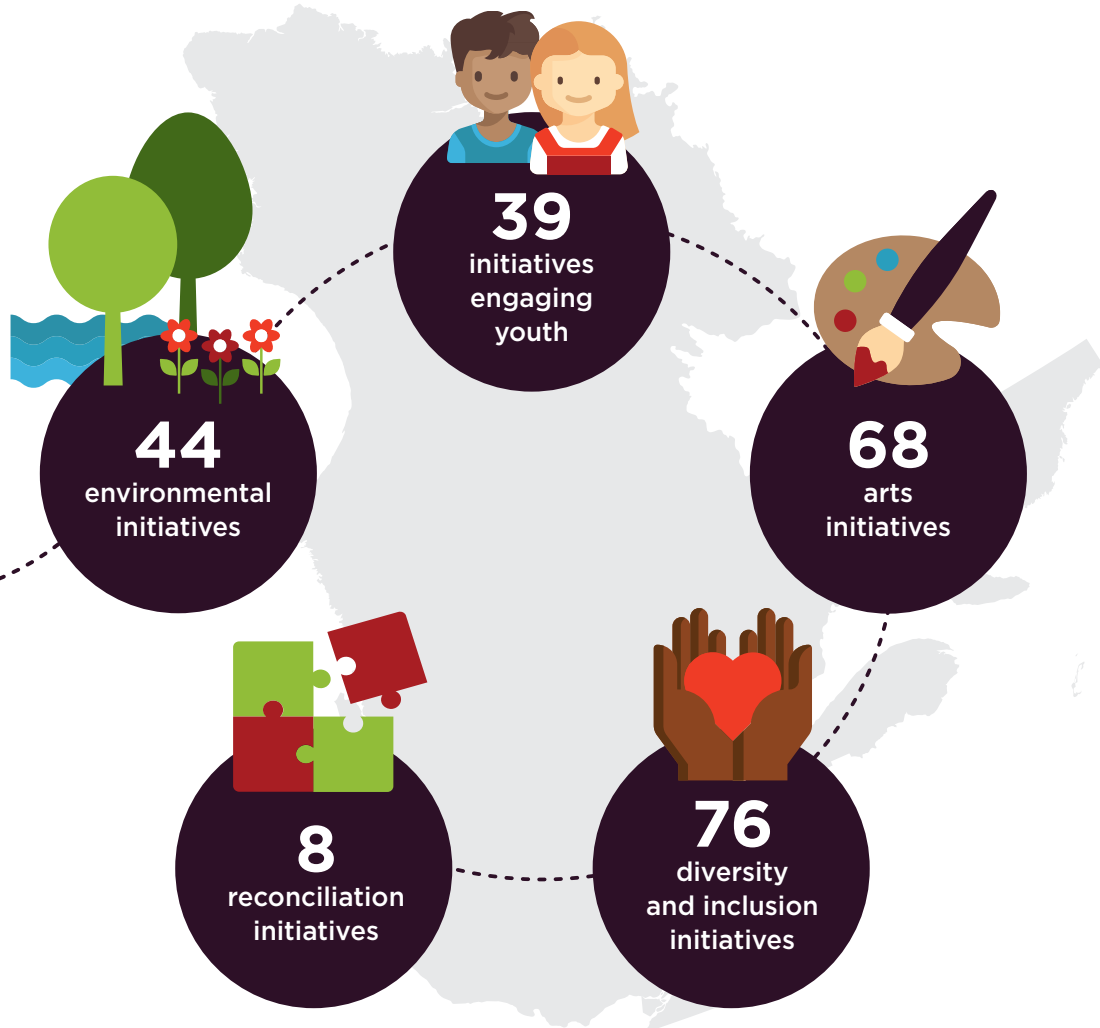 39
initiatives
engaging
youth
44
environmental
initiatives
68
arts
initiatives
8
reconciliation
initiatives
76
diversity
and inclusion
initiatives